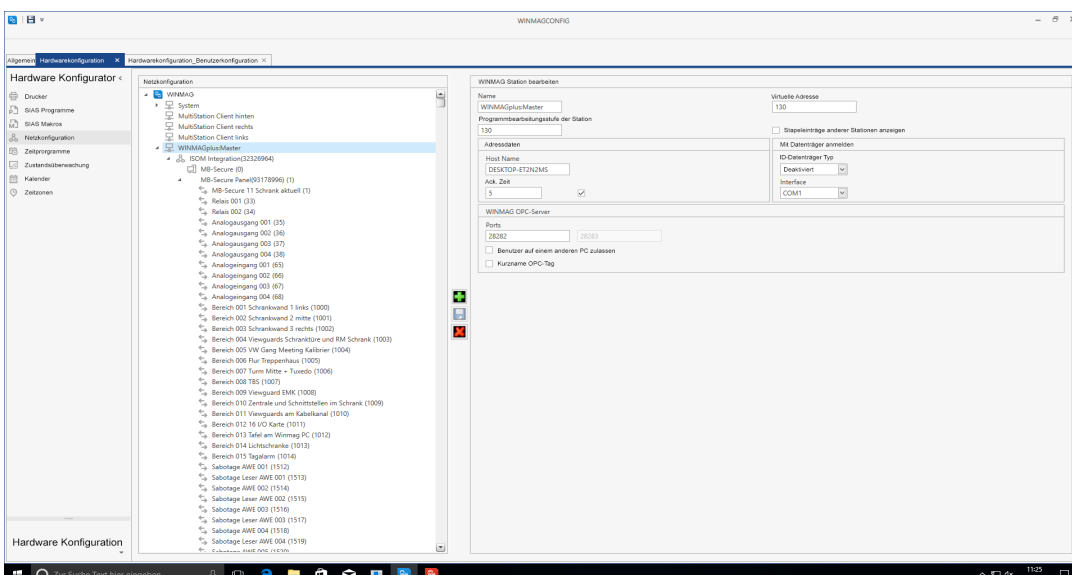 WINMAGCONFIG
Allgemein Hardwarekonfiguration × Hardwarekonfiguration_Benutzerkonfiguration ×
Hardware Konfigurator
Drucker
SIAS Programme
SIAS Makros
Netzkonfiguration
Zeitprorgramme
Zustandsüberwachung
Kalender
Zeitzonen
Hardware Konfiguration
Netzkonfiguration
WINMAG
System
MultiStation Client hinten
MultiStation Client rechts
MultiStation Client links
WINMAGplus:Master
ISOM Integration(32326964)
MB-Secure (0)
MB-Secure Panel(93178996) (1)
MB-Secure 11 Schrank aktuell (1)
Relais 001 (33)
Relais 002 (34)
Analogausgang 001 (35)
Analogausgang 002 (36)
Analogausgang 003 (37)
Analogausgang 004 (38)
Analogeingang 001 (65)
Analogeingang 002 (66)
Analogeingang 003 (67)
Analogeingang 004 (68)
Bereich 001 Schrankwand 1 links (1000)
Bereich 002 Schrankwand 2 mitte (1001)
Bereich 003 Schrankwand 3 rechts (1002)
Bereich 004 Viewguards Schranktüre und RM Schrank (1003)
Bereich 005 VW Gang Meeting Kalibrier (1004)
Bereich 006 Flur Treppenhaus (1005)
Bereich 007 Turm Mitte + Tuxedo (1006)
Bereich 008 TBS (1007)
Bereich 009 Viewguard EMK (1008)
Bereich 010 Zentrale und Schnittstellen im Schrank (1009)
Bereich 011 Viewguards am Kabelkanal (1010)
Bereich 012 16 I/O Karte (1011)
Bereich 013 Tafel am Winmag PC (1012)
Bereich 014 Lichtschranke (1013)
Bereich 015 Tagalarm (1014)
Sabotage AWE 001 (1512)
Sabotage Leser AWE 001 (1513)
Sabotage AWE 002 (1514)
Sabotage Leser AWE 002 (1515)
Sabotage AWE 003 (1516)
Sabotage Leser AWE 003 (1517)
Sabotage AWE 004 (1518)
Sabotage Leser AWE 004 (1519)
Sabotage AWE 005 (1520)
WINMAG Station bearbeiten
Name
WINMAGplus:Master
Virtuelle Adresse
130
Programmbearbeitungsstufe der Station
130
Stapeleinträge anderer Stationen anzeigen
Adressdaten
Host Name
DESKTOP-ET2N2MS
Ack. Zeit
5
Mit Datenträger anmelden
ID-Datenträger Typ
Deaktiviert
Interface
COM1
WINMAG OPC-Server
Ports
28282 28283
Benutzer auf einem anderen PC zulassen
Kurzname OPC-Tag
Zur Suche Text hier eingeben
11:25